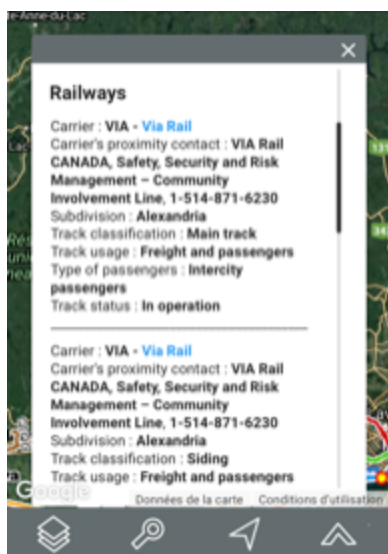 te-Anne-du-Lac
Railways
Carrier : VIA - Via Rail
Carrier's proximity contact : VIA Rail
CANADA, Safety, Security and Risk
Management – Community
Involvement Line, 1-514-871-6230
Subdivision : Alexandria
Track classification : Main track
Track usage : Freight and passengers
Type of passengers : Intercity
passengers
Track status : In operation
Carrier : VIA - Via Rail
Carrier's proximity contact : VIA Rail
CANADA, Safety, Security and Risk
Management – Community
Involvement Line, 1-514-871-6230
Subdivision : Alexandria
Track classification : Siding
Track usage : Freight and passengers
Google
Données de la carte Conditions d'utilisation